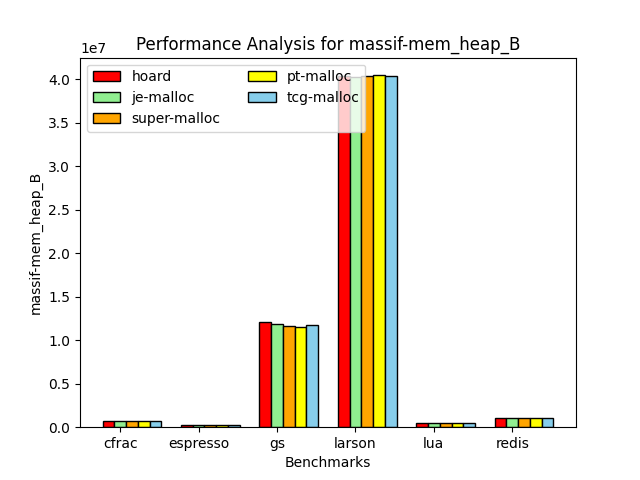 Performance Analysis for massif-mem_heap_B
1e7
hoard
je-malloc
super-malloc
pt-malloc
tcg-malloc
4.0
3.5
3.0
2.5
2.0
1.5
1.0
0.5
0.0
massif-mem_heap_B
cfrac espresso gs larson lua redis
Benchmarks